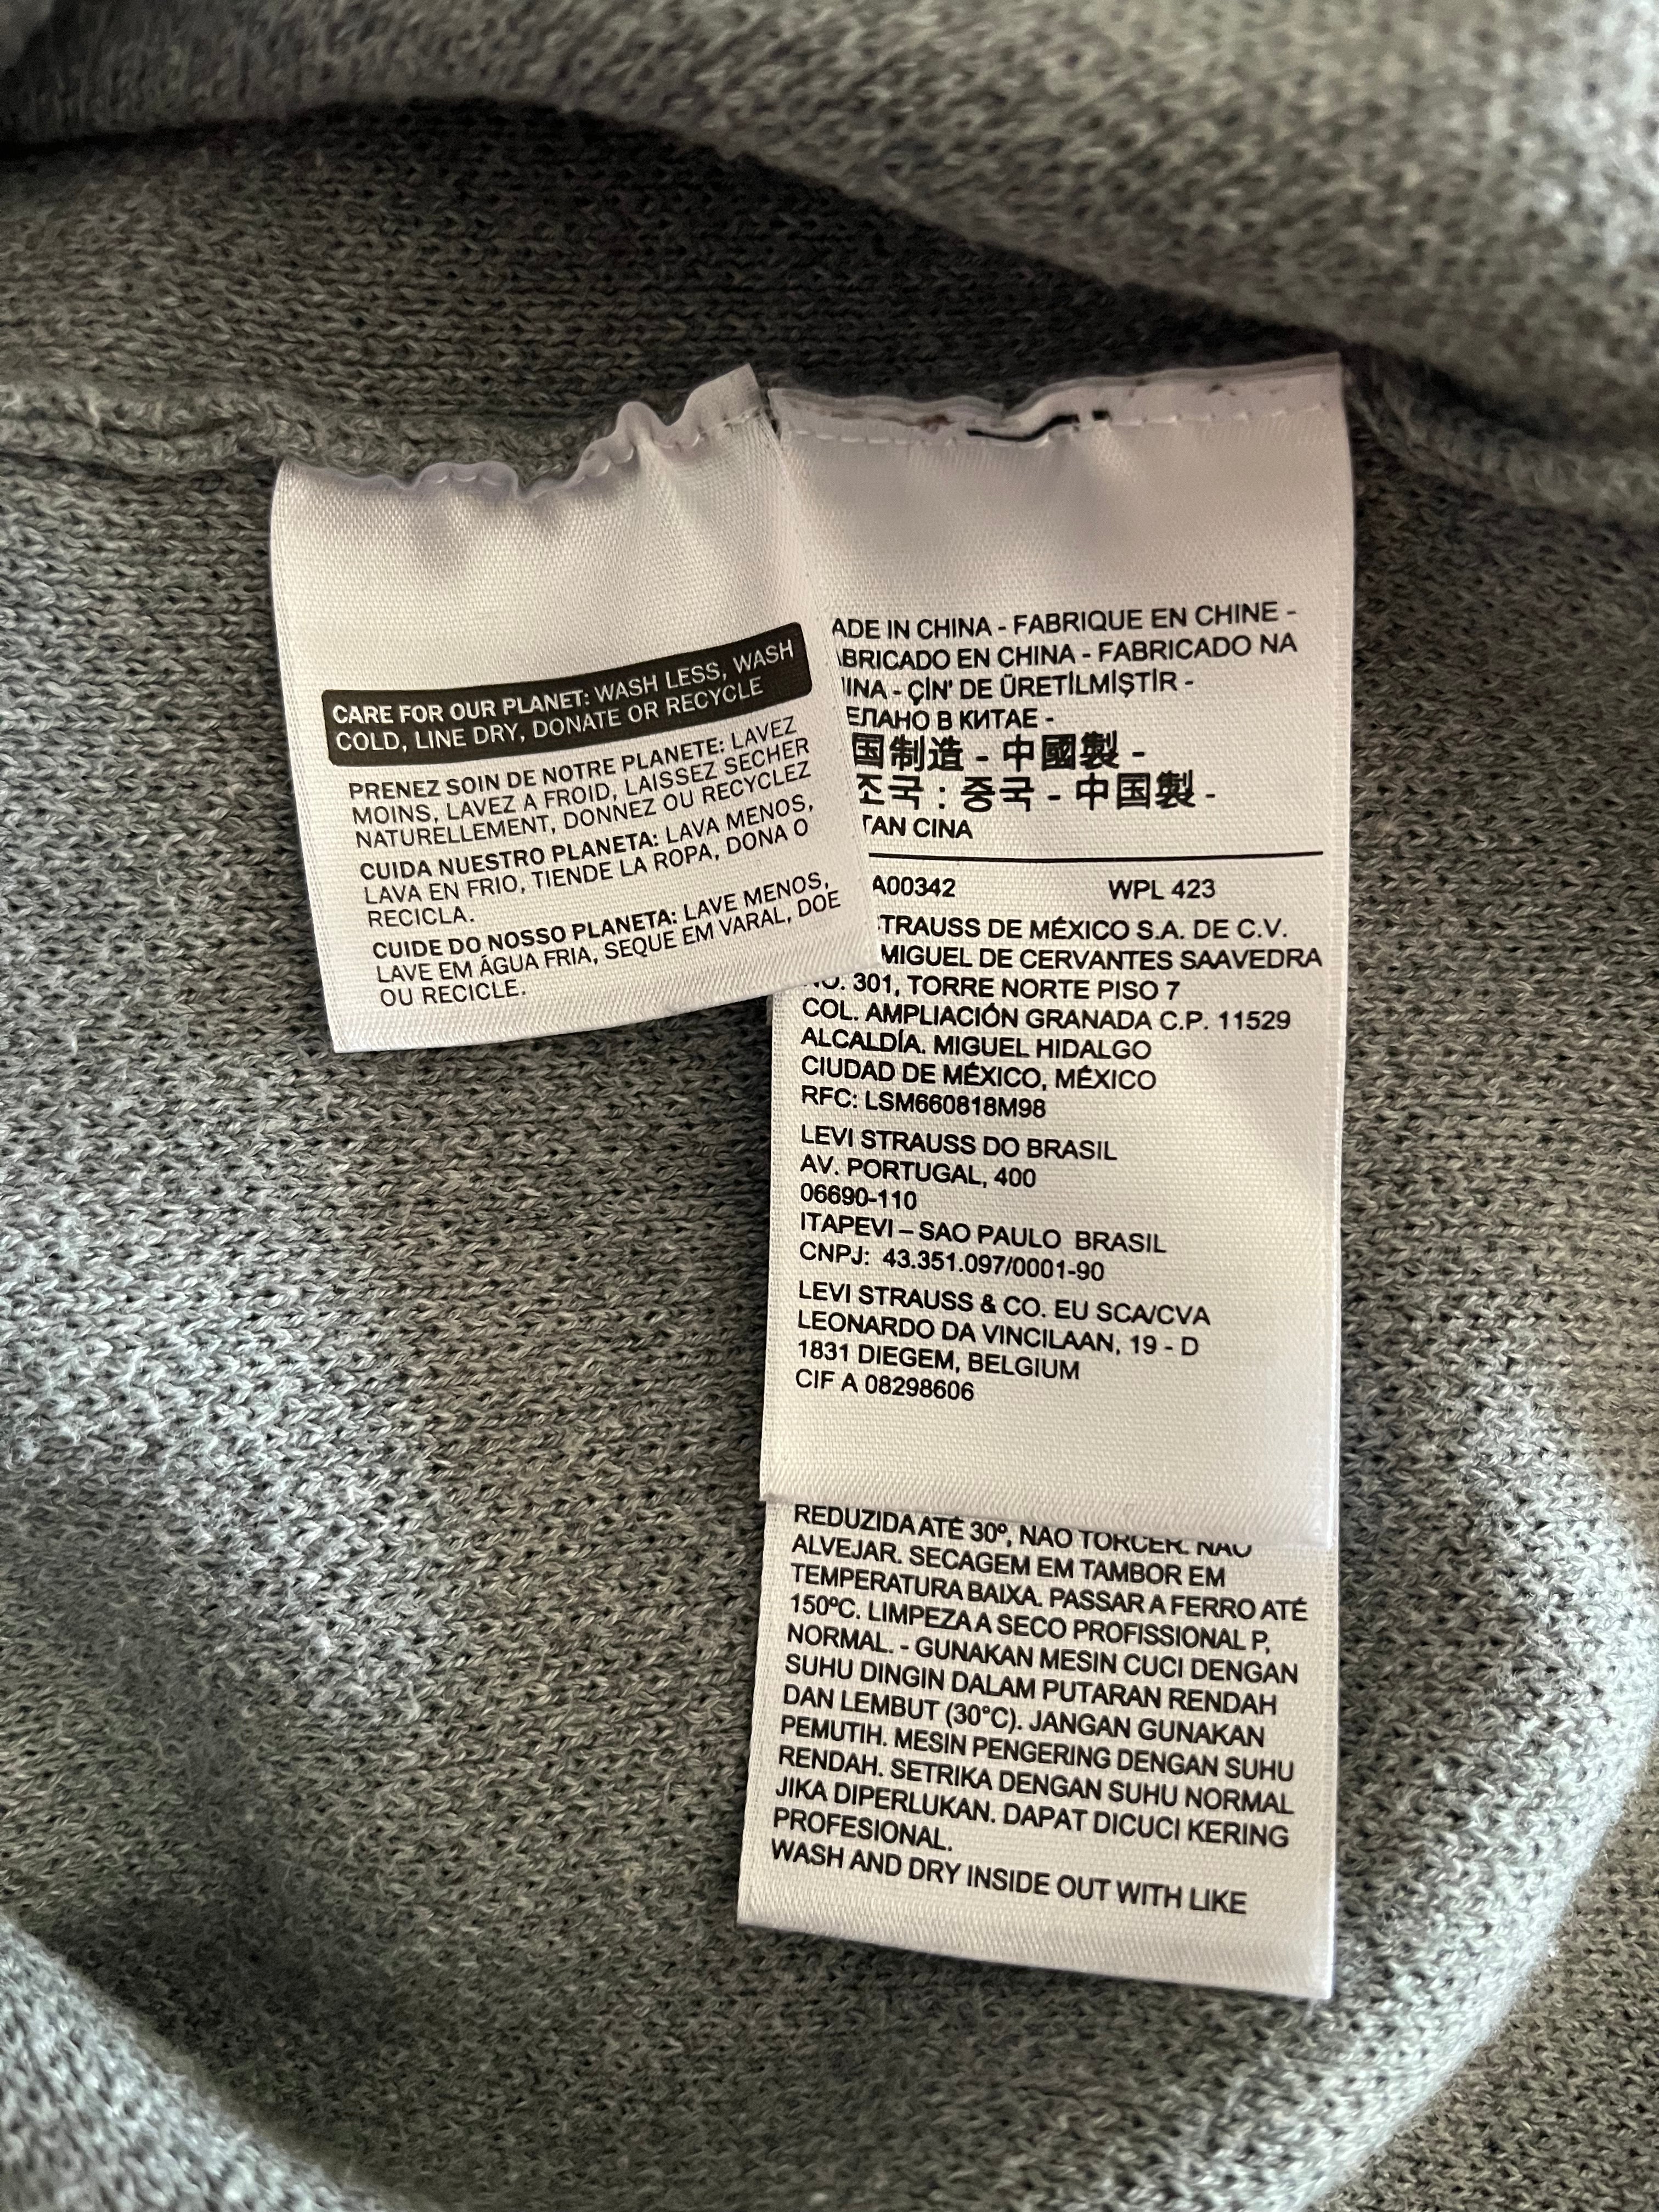 CARE FOR OUR PLANET: WASH LESS, WASH
COLD, LINE DRY, DONATE OR RECYCLE
PRENEZ SOIN DE NOTRE PLANETE: LAVEZ
MOINS, LAVEZ A FROID, LAISSEZ SECHER
NATURELLEMENT, DONNEZ OU RECYCLEZ
CUIDA NUESTRO PLANETA: LAVA MENOS,
LAVA EN FRIO, TIENDE LA ROPA, DONA O
RECICLA.
CUIDE DO NOSSO PLANETA: LAVE MENOS,
LAVE EM ÁGUA FRIA, SEQUE EM VARAL, DOE
OU RECICLE.
ADE IN CHINA - FABRIQUE EN CHINE -
ABRICADO EN CHINA - FABRICADO NA
INA - ÇİN' DE ÜRETİLMİŞTİR -
ЕЛАНО В КИТАЕ -
国制造 - 中國製 -
조국 : 중국 - 中国製 -
TAN CINA
A00342 WPL 423
TRAUSS DE MÉXICO S.A. DE C.V.
MIGUEL DE CERVANTES SAAVEDRA
NO. 301, TORRE NORTE PISO 7
COL. AMPLIACIÓN GRANADA C.P. 11529
ALCALDÍA. MIGUEL HIDALGO
CIUDAD DE MÉXICO, MÉXICO
RFC: LSM660818M98
LEVI STRAUSS DO BRASIL
AV. PORTUGAL, 400
06690-110
ITAPEVI – SAO PAULO BRASIL
CNPJ: 43.351.097/0001-90
LEVI STRAUSS & CO. EU SCA/CVA
LEONARDO DA VINCILAAN, 19 - D
1831 DIEGEM, BELGIUM
CIF A 08298606
REDUZIDA ATÉ 30º, NAO TORCER. NAO
ALVEJAR. SECAGEM EM TAMBOR EM
TEMPERATURA BAIXA. PASSAR A FERRO ATÉ
150ºC. LIMPEZA A SECO PROFISSIONAL P,
NORMAL. - GUNAKAN MESIN CUCI DENGAN
SUHU DINGIN DALAM PUTARAN RENDAH
DAN LEMBUT (30°C). JANGAN GUNAKAN
PEMUTIH. MESIN PENGERING DENGAN SUHU
RENDAH. SETRIKA DENGAN SUHU NORMAL
JIKA DIPERLUKAN. DAPAT DICUCI KERING
PROFESIONAL.
WASH AND DRY INSIDE OUT WITH LIKE